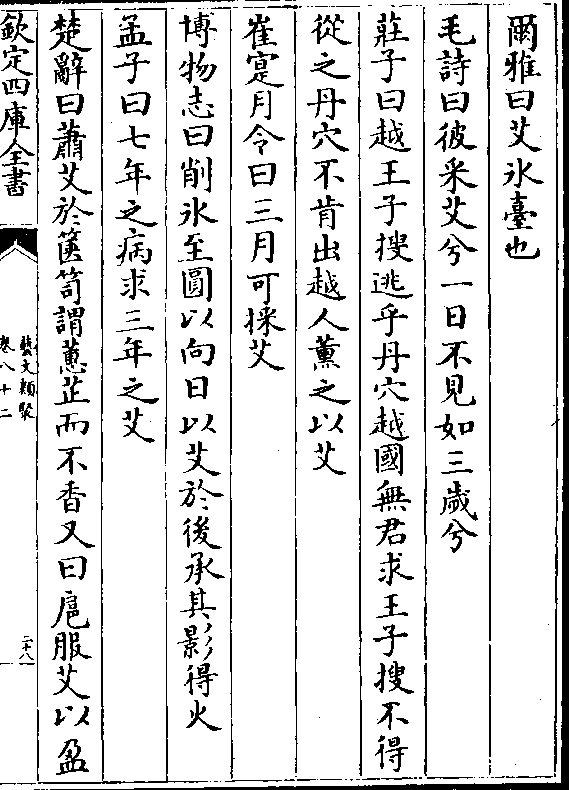 爾雅曰艾氷臺也
毛詩曰彼采艾兮一日不見如三歲兮
莊子曰越王子搜逃乎丹穴越國無君求王子搜不得
從之丹穴不肯出越人薰之以艾
崔寔月令曰三月可採艾
博物志曰削氷至圓以向日以艾於後承其影得火
孟子曰七年之病求三年之艾
楚辭曰蕭艾於篋笥謂蕙芷而不香又曰扈服艾以盈
欽定四庫全書
藝文類聚
卷八十二
二十八